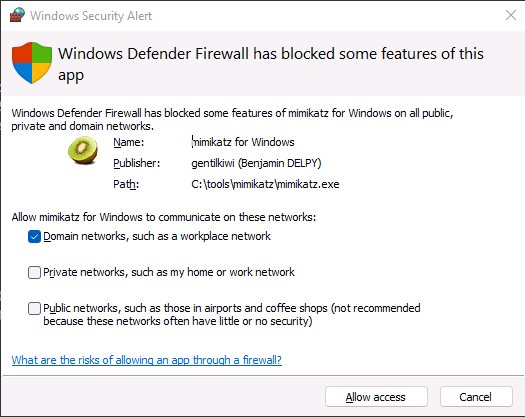 Windows Security Alert
Windows Defender Firewall has blocked some features of this
app
Windows Defender Firewall has blocked some features of mimikatz for Windows on all public,
private and domain networks.
Name: mimikatz for Windows
Publisher: gentilkiwi (Benjamin DELPY)
Path: C:\tools\mimikatz\mimikatz.exe
Allow mimikatz for Windows to communicate on these networks:
Domain networks, such as a workplace network
Private networks, such as my home or work network
Public networks, such as those in airports and coffee shops (not recommended
because these networks often have little or no security)
What are the risks of allowing an app through a firewall?
Allow access Cancel